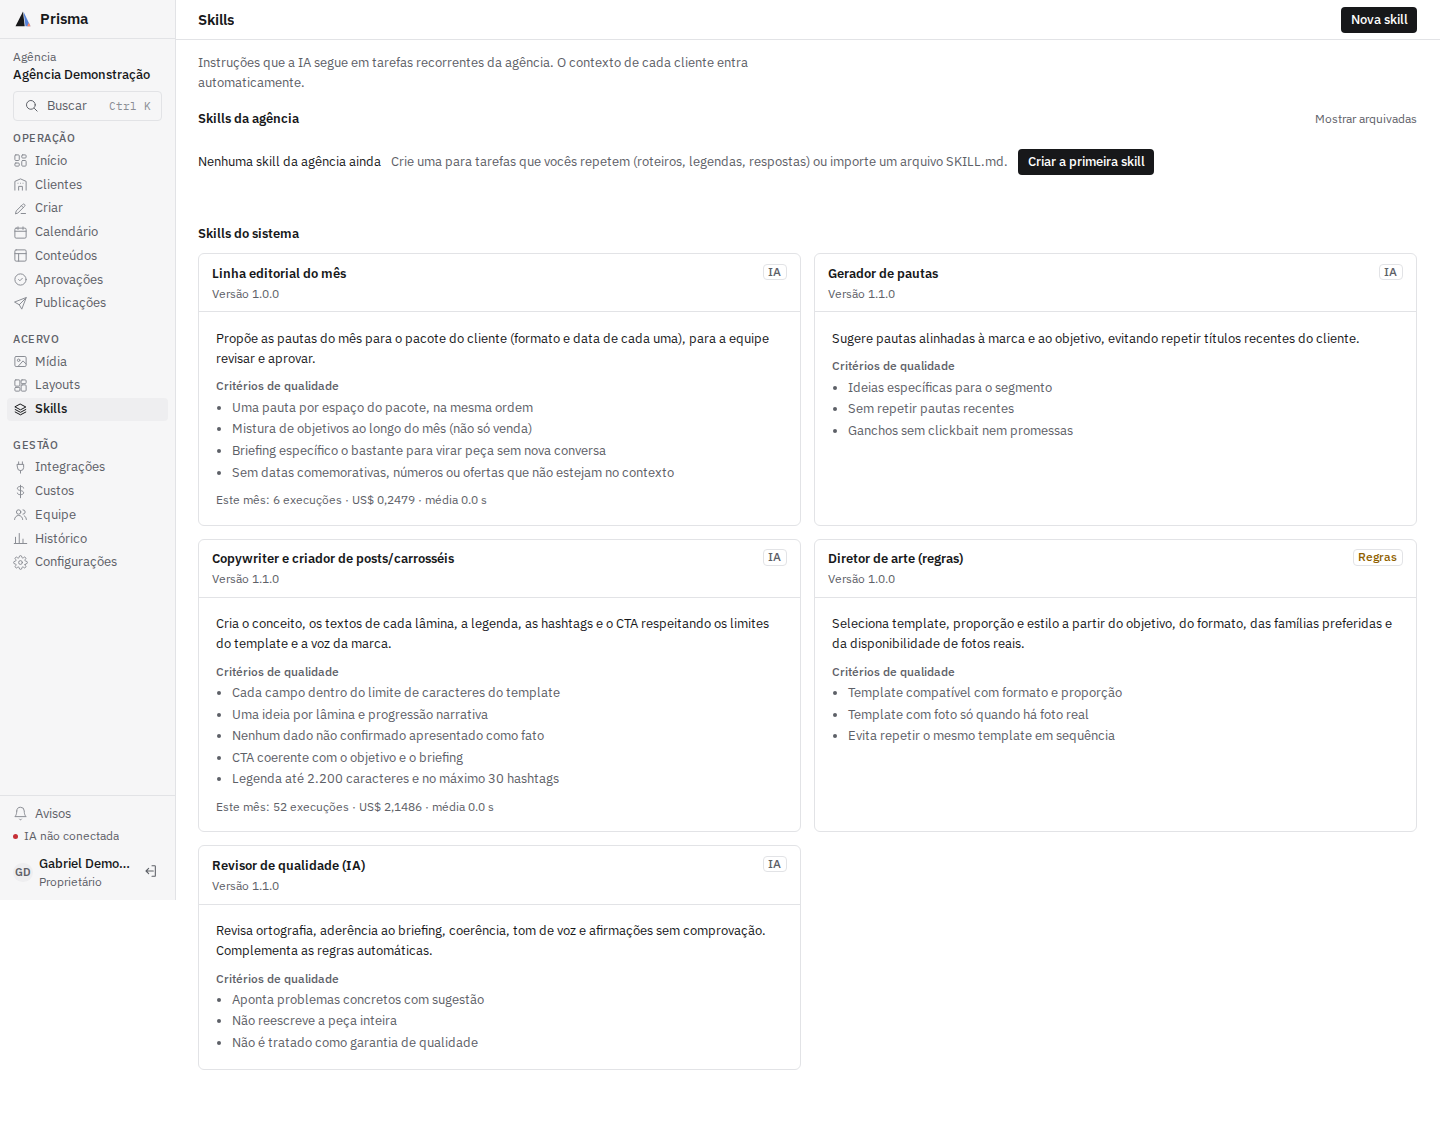 Prisma
Agência
Agência Demonstração
Buscar Ctrl K
OPERAÇÃO
Início
Clientes
Criar
Calendário
Conteúdos
Aprovações
Publicações
ACERVO
Mídia
Layouts
Skills
GESTÃO
Integrações
Custos
Equipe
Histórico
Configurações
Avisos
IA não conectada
GD
Gabriel Demo...
Proprietário
Skills
Nova skill
Instruções que a IA segue em tarefas recorrentes da agência. O contexto de cada cliente entra
automaticamente.
Skills da agência
Mostrar arquivadas
Nenhuma skill da agência ainda Crie uma para tarefas que vocês repetem (roteiros, legendas, respostas) ou importe um arquivo SKILL.md. Criar a primeira skill
Skills do sistema
Linha editorial do mês IA
Versão 1.0.0
Propõe as pautas do mês para o pacote do cliente (formato e data de cada uma), para a equipe
revisar e aprovar.
Critérios de qualidade
• Uma pauta por espaço do pacote, na mesma ordem
• Mistura de objetivos ao longo do mês (não só venda)
• Briefing específico o bastante para virar peça sem nova conversa
• Sem datas comemorativas, números ou ofertas que não estejam no contexto
Este mês: 6 execuções · US$ 0,2479 · média 0.0 s
Gerador de pautas IA
Versão 1.1.0
Sugere pautas alinhadas à marca e ao objetivo, evitando repetir títulos recentes do cliente.
Critérios de qualidade
• Ideias específicas para o segmento
• Sem repetir pautas recentes
• Ganchos sem clickbait nem promessas
Copywriter e criador de posts/carrosséis IA
Versão 1.1.0
Cria o conceito, os textos de cada lâmina, a legenda, as hashtags e o CTA respeitando os limites
do template e a voz da marca.
Critérios de qualidade
• Cada campo dentro do limite de caracteres do template
• Uma ideia por lâmina e progressão narrativa
• Nenhum dado não confirmado apresentado como fato
• CTA coerente com o objetivo e o briefing
• Legenda até 2.200 caracteres e no máximo 30 hashtags
Este mês: 52 execuções · US$ 2,1486 · média 0.0 s
Diretor de arte (regras) Regras
Versão 1.0.0
Seleciona template, proporção e estilo a partir do objetivo, do formato, das famílias preferidas e
da disponibilidade de fotos reais.
Critérios de qualidade
• Template compatível com formato e proporção
• Template com foto só quando há foto real
• Evita repetir o mesmo template em sequência
Revisor de qualidade (IA) IA
Versão 1.1.0
Revisa ortografia, aderência ao briefing, coerência, tom de voz e afirmações sem comprovação.
Complementa as regras automáticas.
Critérios de qualidade
• Aponta problemas concretos com sugestão
• Não reescreve a peça inteira
• Não é tratado como garantia de qualidade